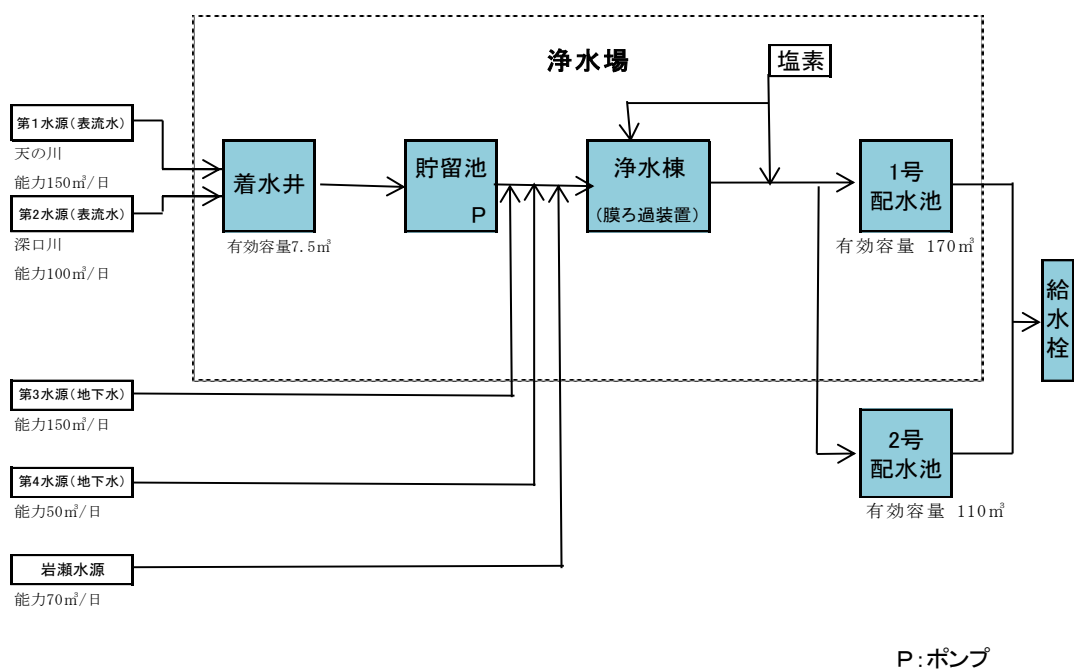 浄水場
塩素
第1水源(表流水)
天の川
能力150㎥/日
第2水源(表流水)
深口川
能力100㎥/日
着水井
有効容量7.5㎥
貯留池
P
浄水棟
(膜ろ過装置)
1号
配水池
有効容量 170㎥
給
水
栓
第3水源(地下水)
能力150㎥/日
第4水源(地下水)
能力50㎥/日
岩瀬水源
能力70㎥/日
2号
配水池
有効容量 110㎥
P:ポンプ